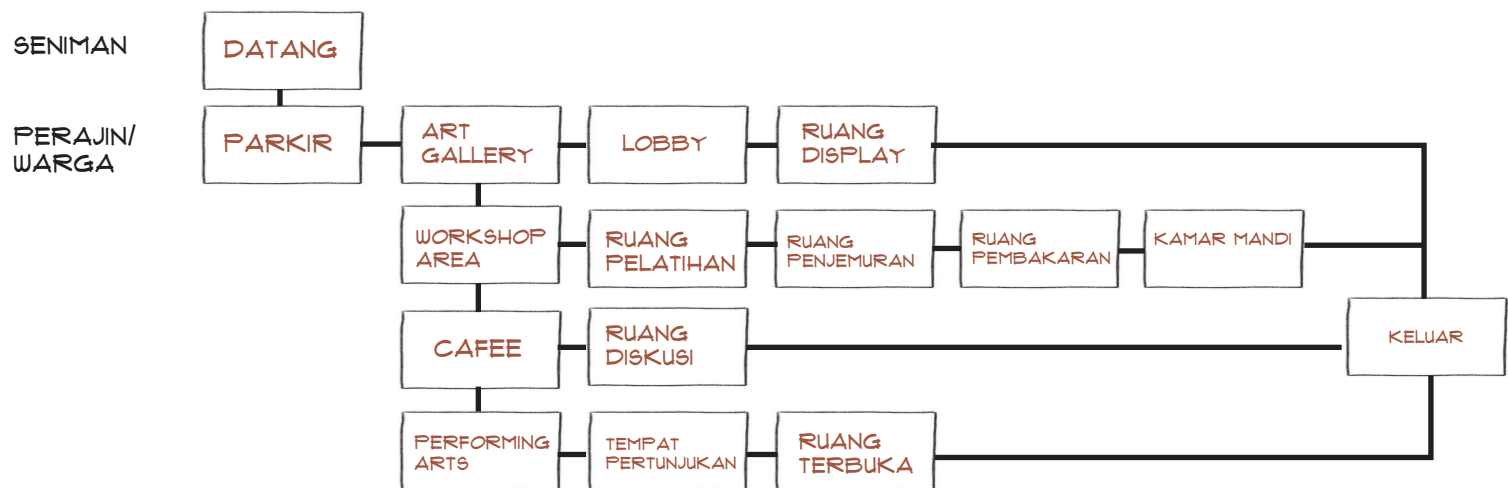 SENIMAN
DATANG
PERAJIN/
WARGA
PARKIR
ART
GALLERY
LOBBY
RUANG
DISPLAY
WORKSHOP
AREA
RUANG
PELATIHAN
RUANG
PENJEMURAN
RUANG
PEMBAKARAN
KAMAR MANDI
CAFEE
RUANG
DISKUSI
KELUAR
PERFORMING
ARTS
TEMPAT
PERTUNJUKAN
RUANG
TERBUKA